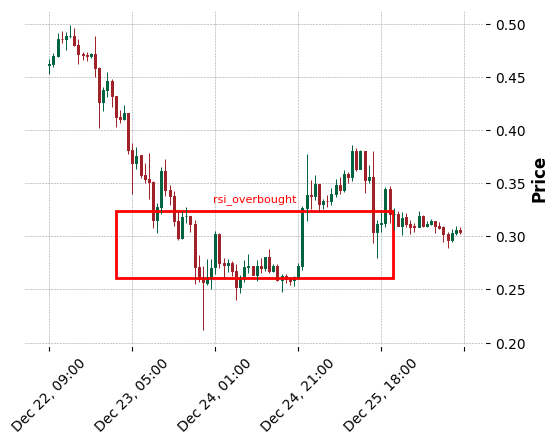 0.50
0.45
0.40
0.35
0.30
0.25
0.20
Price
rsi_overbought
Dec 22, 09:00
Dec 23, 05:00
Dec 24, 01:00
Dec 24, 21:00
Dec 25, 18:00